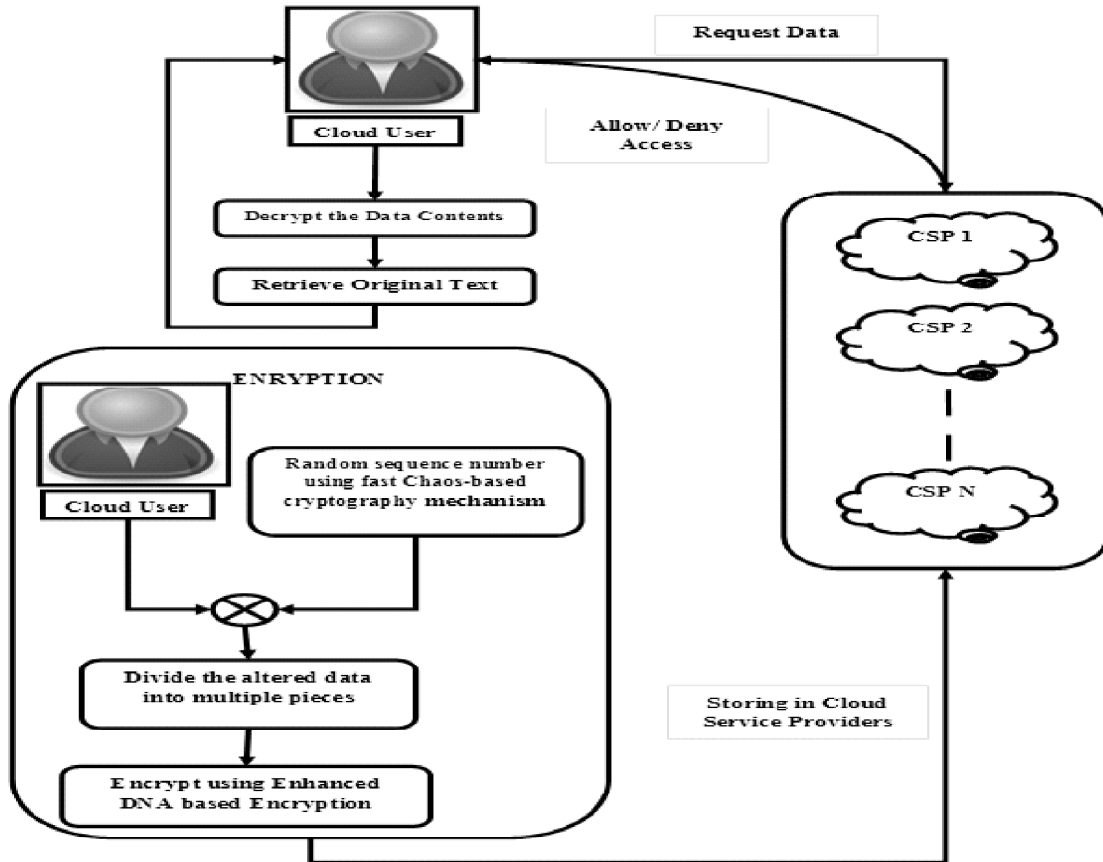 Request Data
Cloud User
Allow/ Deny
Access
Decrypt the Data Contents
Retrieve Original Text
CSP 1
CSP 2
CSP N
ENRYPTION
Cloud User
Random sequence number
using fast Chaos-based
cryptography mechanism
Divide the altered data
into multiple pieces
Encrypt using Enhanced
DNA based Encryption
Storing in Cloud
Service Providers